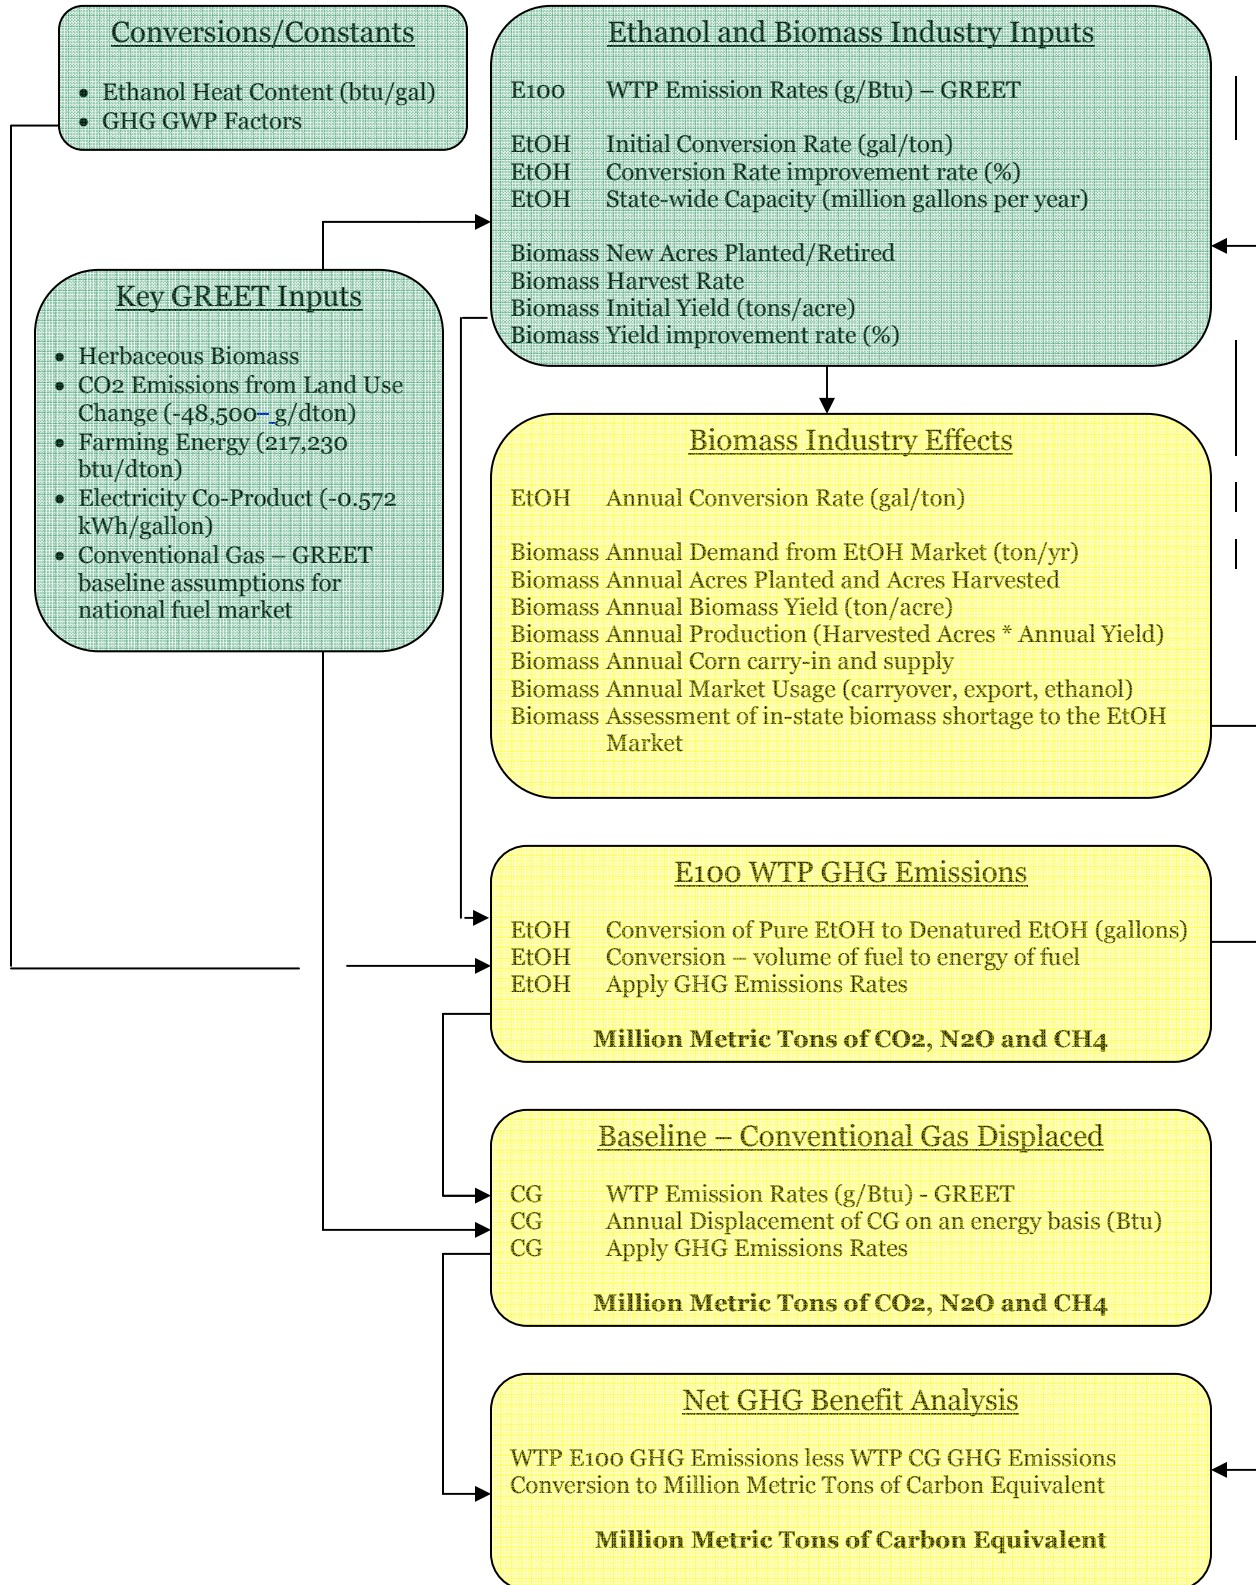 Conversions/Constants
• Ethanol Heat Content (btu/gal)
• GHG GWP Factors
Ethanol and Biomass Industry Inputs
E100 WTP Emission Rates (g/Btu) – GREET
EtOH Initial Conversion Rate (gal/ton)
EtOH Conversion Rate improvement rate (%)
EtOH State-wide Capacity (million gallons per year)
Biomass New Acres Planted/Retired
Biomass Harvest Rate
Biomass Initial Yield (tons/acre)
Biomass Yield improvement rate (%)
Key GREET Inputs
• Herbaceous Biomass
• CO2 Emissions from Land Use
Change (-48,500– g/dton)
• Farming Energy (217,230
btu/dton)
• Electricity Co-Product (-0.572
kWh/gallon)
• Conventional Gas – GREET
baseline assumptions for
national fuel market
Biomass Industry Effects
EtOH Annual Conversion Rate (gal/ton)
Biomass Annual Demand from EtOH Market (ton/yr)
Biomass Annual Acres Planted and Acres Harvested
Biomass Annual Biomass Yield (ton/acre)
Biomass Annual Production (Harvested Acres * Annual Yield)
Biomass Annual Corn carry-in and supply
Biomass Annual Market Usage (carryover, export, ethanol)
Biomass Assessment of in-state biomass shortage to the EtOH
Market
E100 WTP GHG Emissions
EtOH Conversion of Pure EtOH to Denatured EtOH (gallons)
EtOH Conversion – volume of fuel to energy of fuel
EtOH Apply GHG Emissions Rates
Million Metric Tons of CO2, N2O and CH4
Baseline – Conventional Gas Displaced
CG WTP Emission Rates (g/Btu) - GREET
CG Annual Displacement of CG on an energy basis (Btu)
CG Apply GHG Emissions Rates
Million Metric Tons of CO2, N2O and CH4
Net GHG Benefit Analysis
WTP E100 GHG Emissions less WTP CG GHG Emissions
Conversion to Million Metric Tons of Carbon Equivalent
Million Metric Tons of Carbon Equivalent